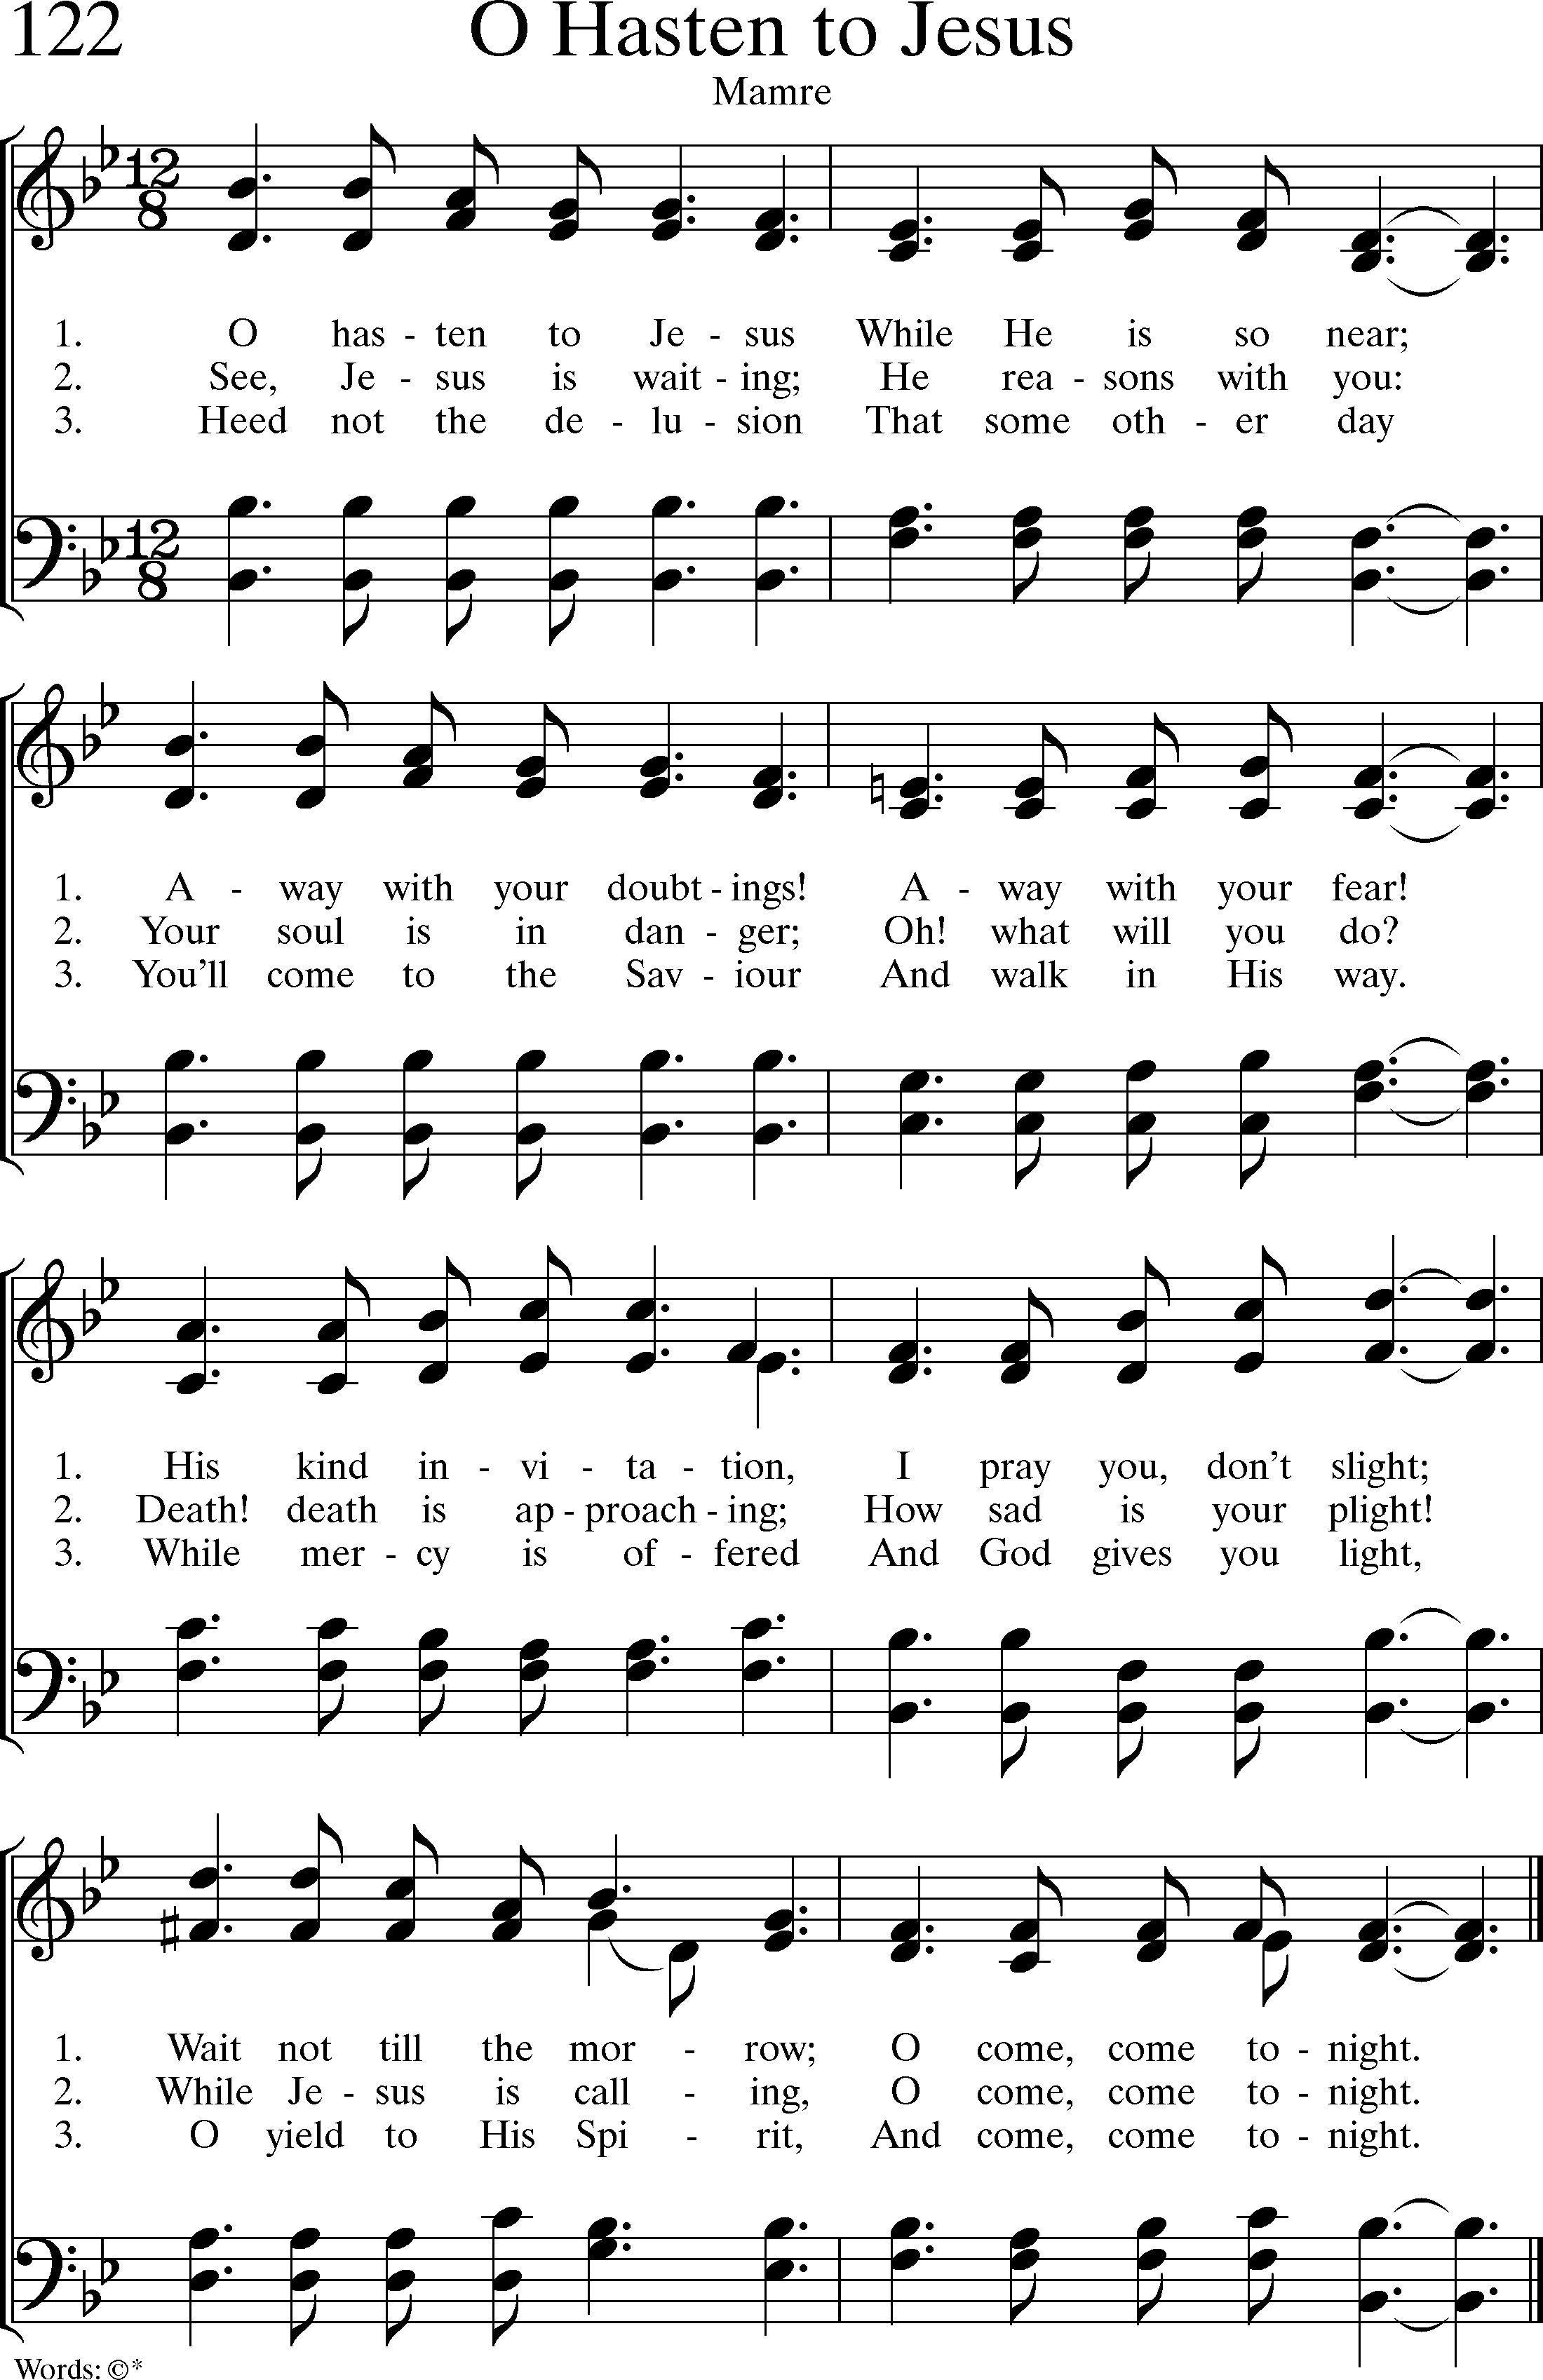 122 O Hasten to Jesus
Mamre
12
8
1. O has - ten to Je - sus While He is so near;
2. See, Je - sus is wait - ing; He rea - sons with you:
3. Heed not the de - lu - sion That some oth - er day
12
8
1. A - way with your doubt - ings! A - way with your fear!
2. Your soul is in dan - ger; Oh! what will you do?
3. You'll come to the Sav - iour And walk in His way.
1. His kind in - vi - ta - tion, I pray you, don't slight;
2. Death! death is ap - proach - ing; How sad is your plight!
3. While mer - cy is of - fered And God gives you light,
1. Wait not till the mor - row; O come, come to - night.
2. While Je - sus is call - ing, O come, come to - night.
3. O yield to His Spi - rit, And come, come to - night.
Words: ©*